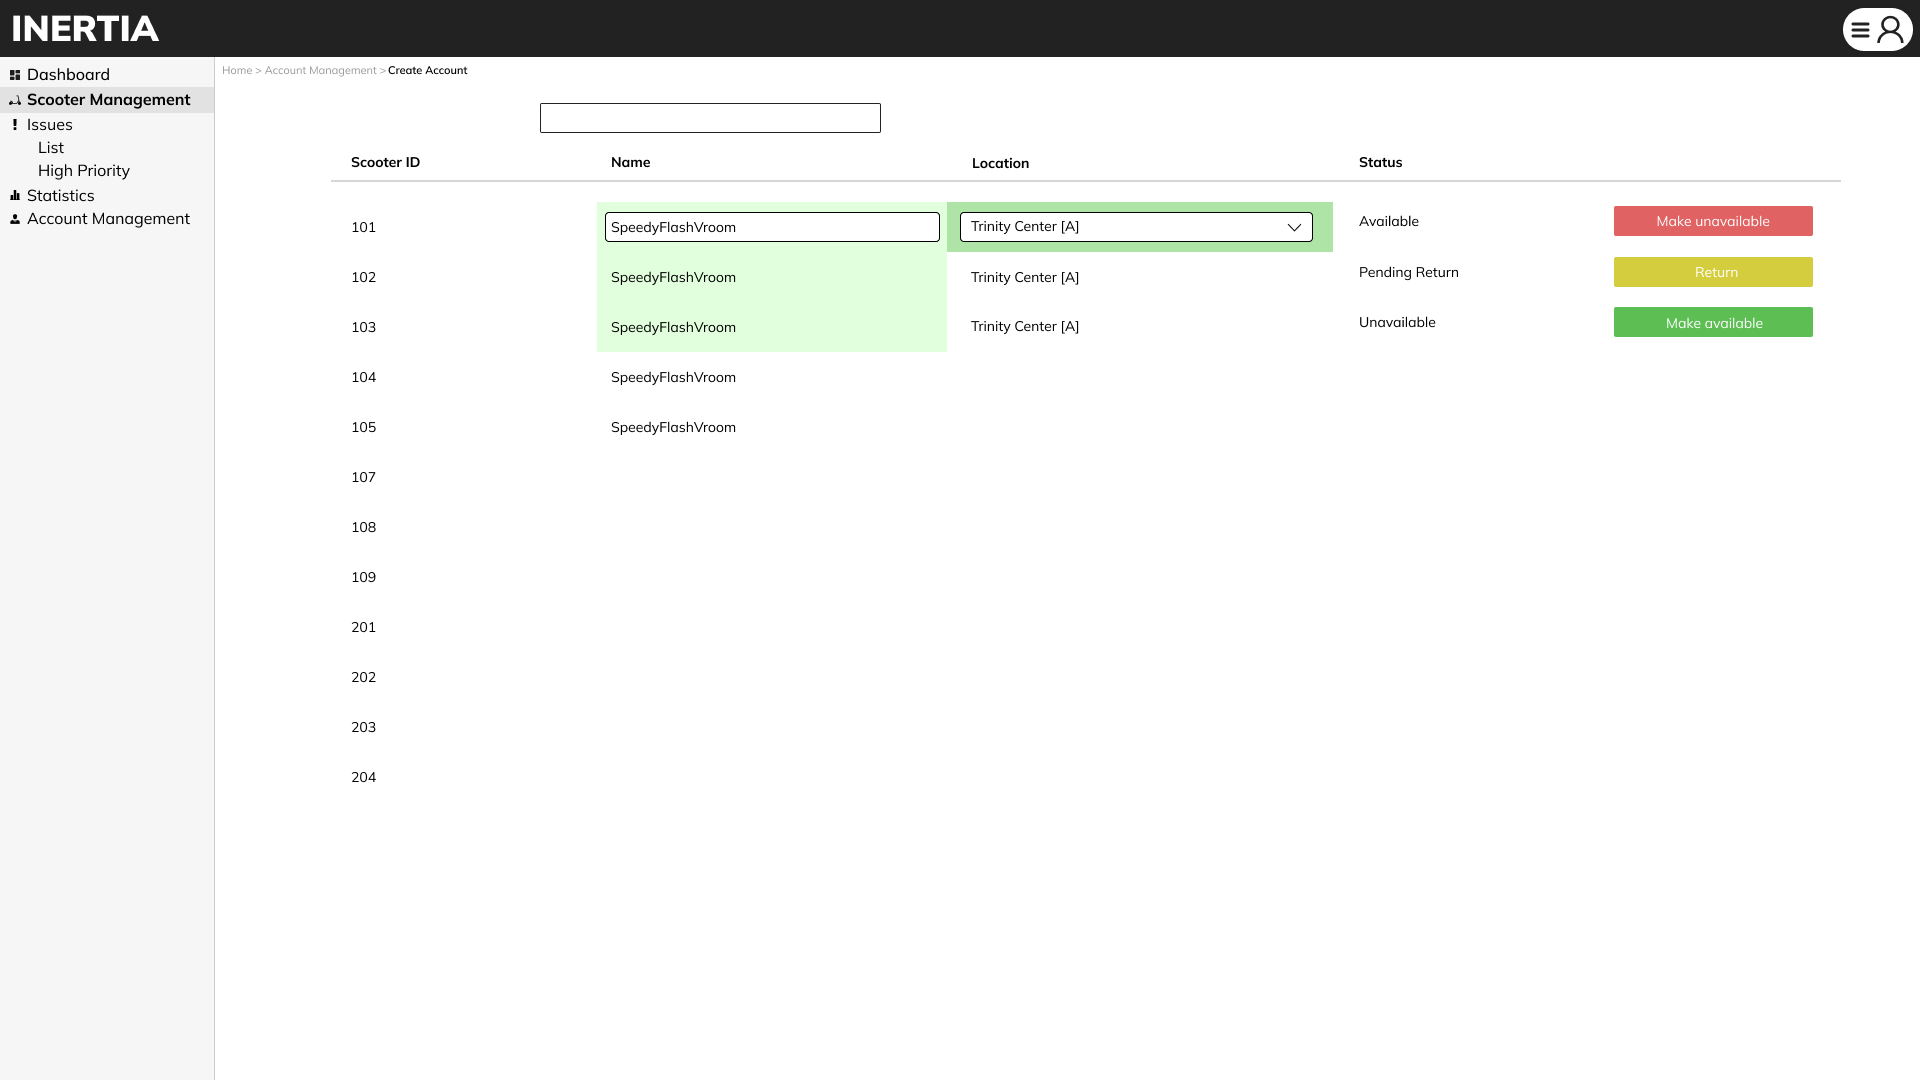 INERTIA
Dashboard
Scooter Management
Issues
List
High Priority
Statistics
Account Management
Home > Account Management > Create Account
Scooter ID Name Location Status
101 SpeedyFlashVroom Trinity Center [A] Available Make unavailable
102 SpeedyFlashVroom Trinity Center [A] Pending Return Return
103 SpeedyFlashVroom Trinity Center [A] Unavailable Make available
104 SpeedyFlashVroom
105 SpeedyFlashVroom
107
108
109
201
202
203
204